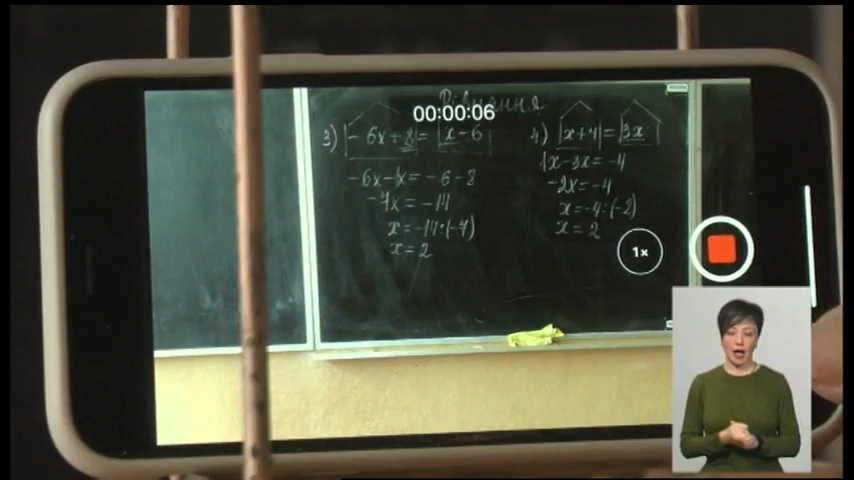 00:00:06
Рівняння
3) -6x+8=x-6
-6x-1x=-6-8
-7x=-14
x=-14:(-7)
x=2
4) x+4=3x
1x-3x=-4
-2x=-4
x=-4:(-2)
x=2
1x